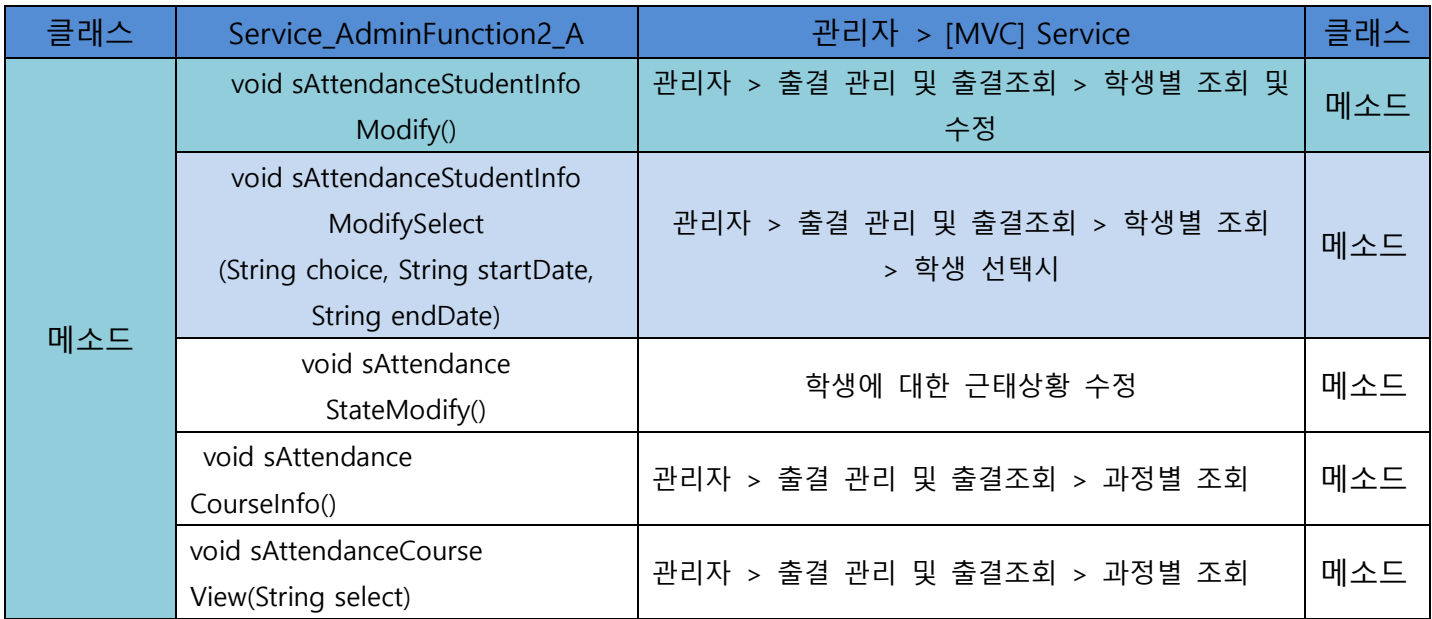 클래스 Service_AdminFunction2_A 관리자 > [MVC] Service 클래스
메소드
void sAttendanceStudentInfo
Modify()
관리자 > 출결 관리 및 출결조회 > 학생별 조회 및
수정
메소드
void sAttendanceStudentInfo
ModifySelect
(String choice, String startDate,
String endDate)
관리자 > 출결 관리 및 출결조회 > 학생별 조회
> 학생 선택시
메소드
void sAttendance
StateModify()
학생에 대한 근태상황 수정
메소드
void sAttendance
CourseInfo()
관리자 > 출결 관리 및 출결조회 > 과정별 조회
메소드
void sAttendanceCourse
View(String select)
관리자 > 출결 관리 및 출결조회 > 과정별 조회
메소드